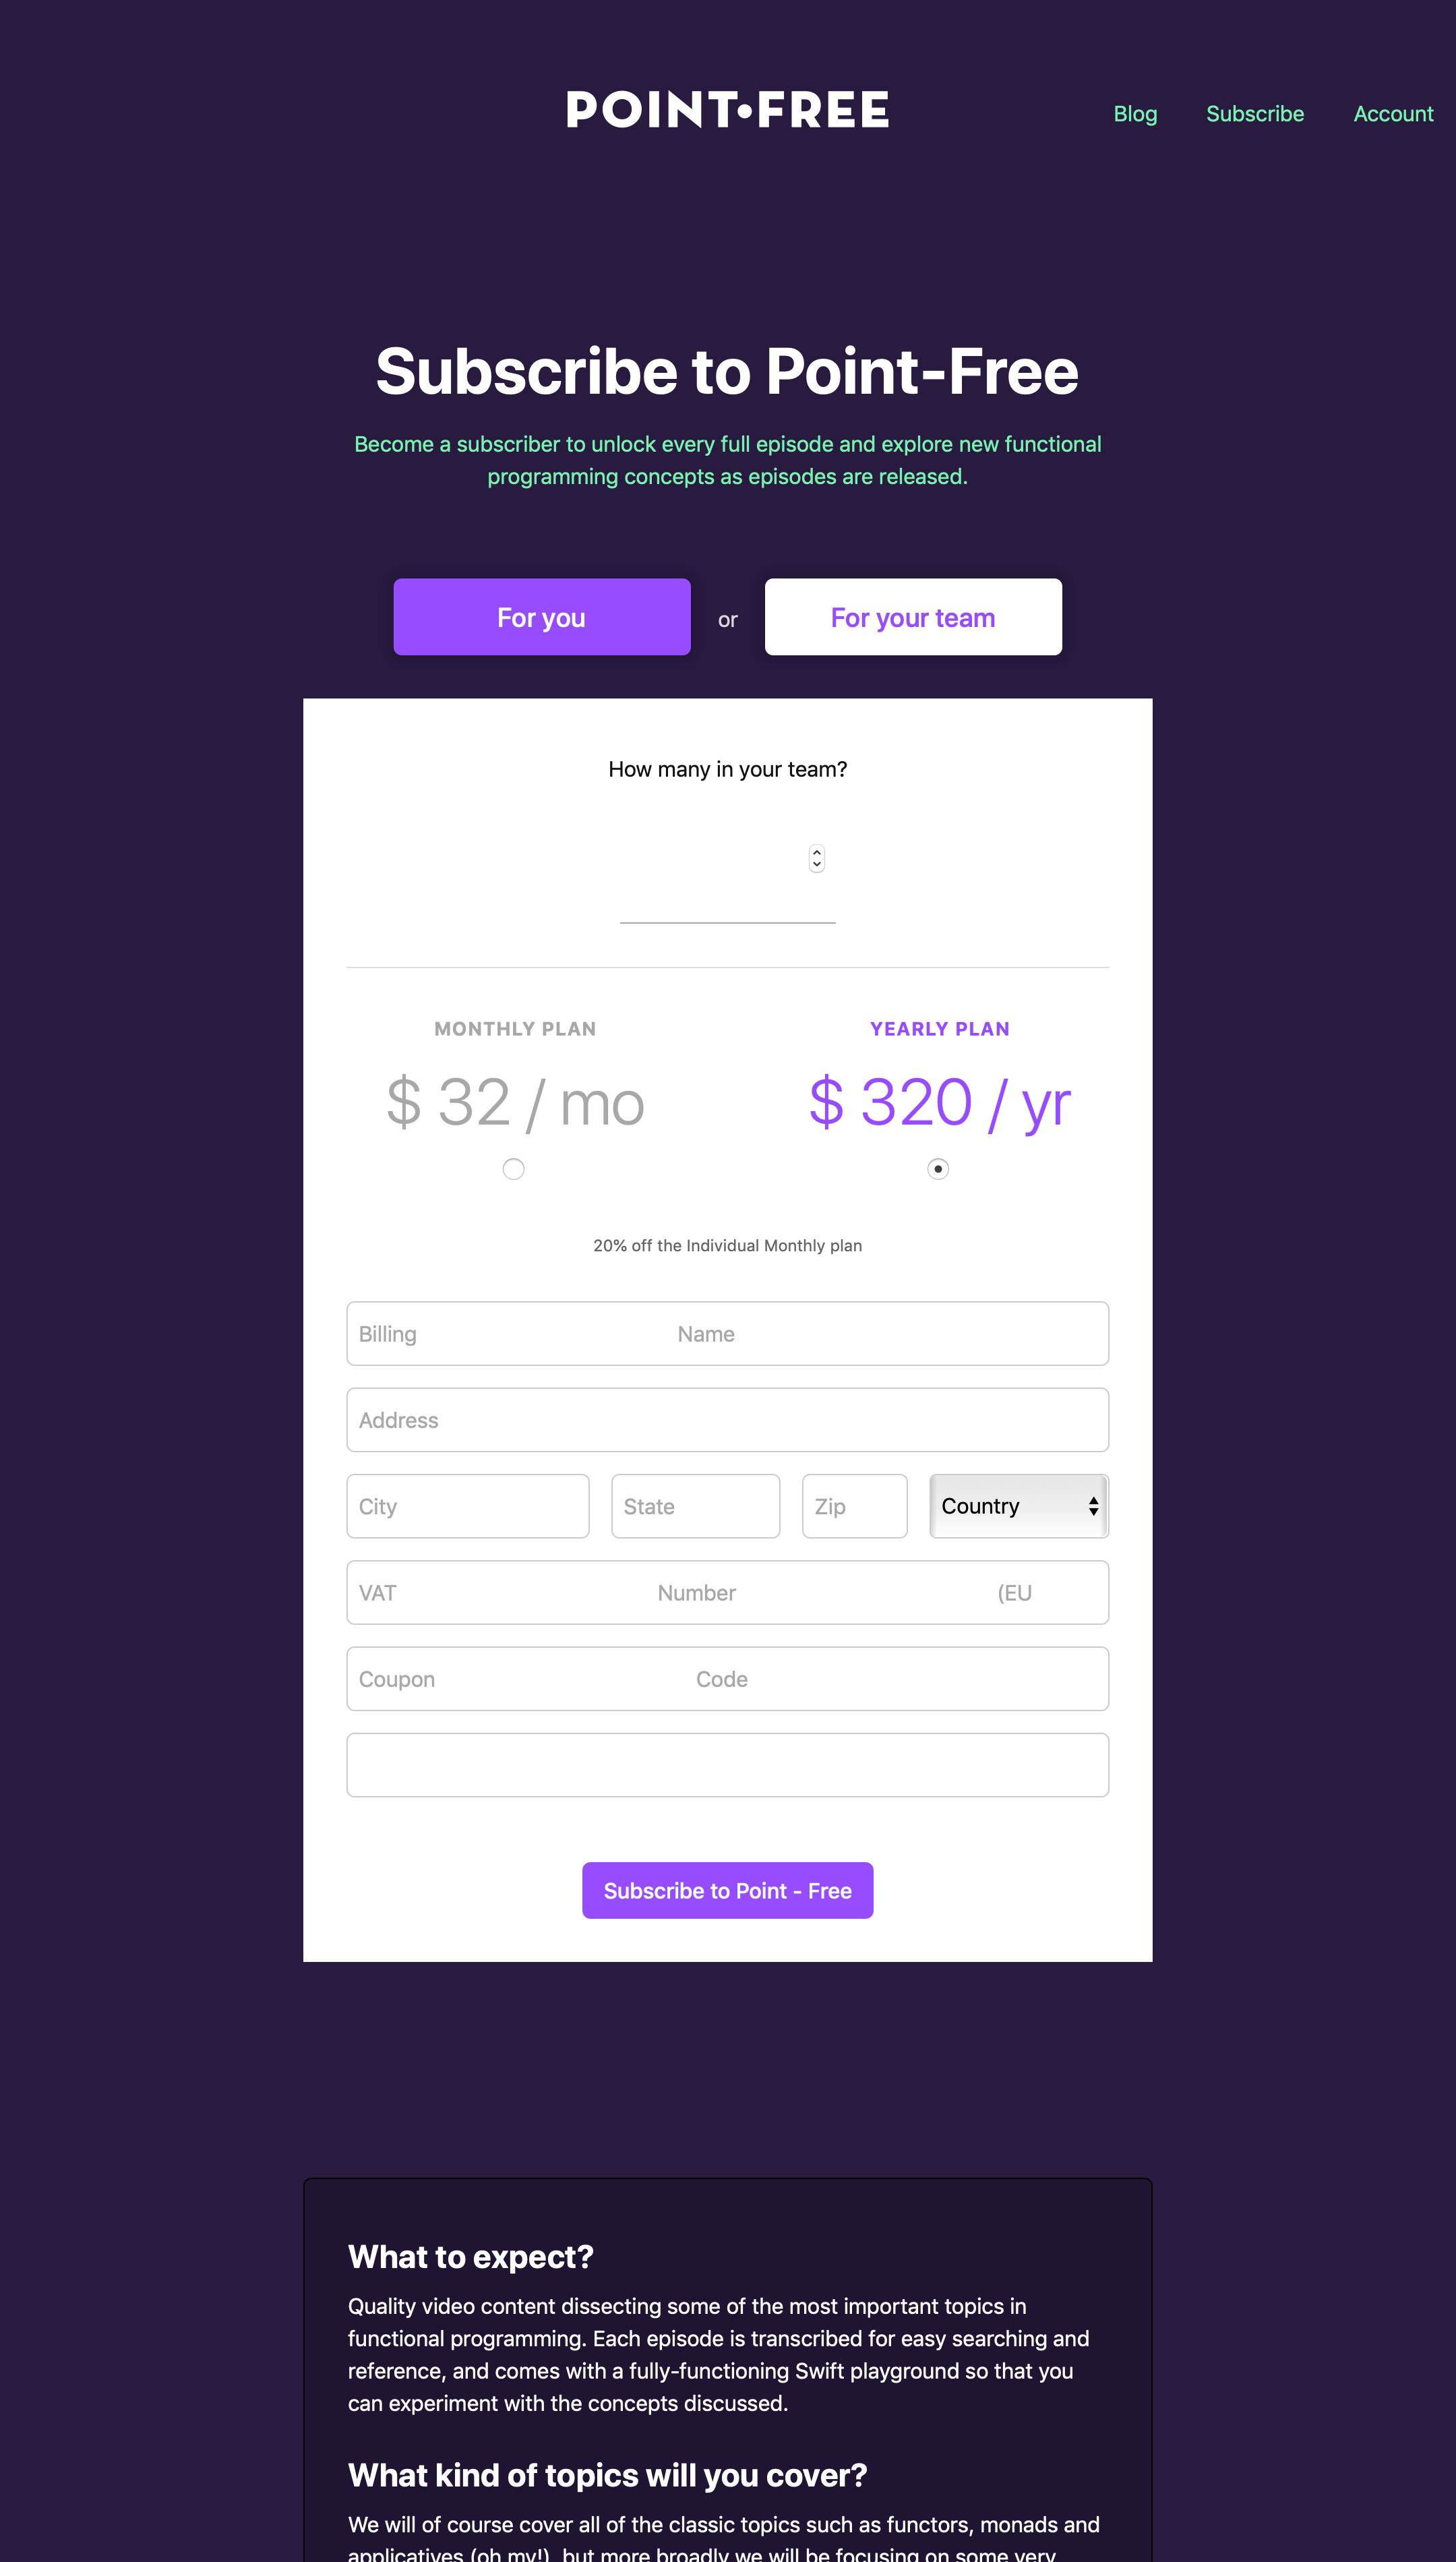 POINT•FREE
Blog Subscribe Account
Subscribe to Point-Free
Become a subscriber to unlock every full episode and explore new functional
programming concepts as episodes are released.
For you or For your team
How many in your team?
MONTHLY PLAN YEARLY PLAN
$ 32 / mo $ 320 / yr
20% off the Individual Monthly plan
Billing Name
Address
City State Zip Country
VAT Number (EU
Coupon Code
Subscribe to Point - Free
What to expect?
Quality video content dissecting some of the most important topics in
functional programming. Each episode is transcribed for easy searching and
reference, and comes with a fully-functioning Swift playground so that you
can experiment with the concepts discussed.
What kind of topics will you cover?
We will of course cover all of the classic topics such as functors, monads and
applicatives (oh my!), but more broadly we will be focusing on some very